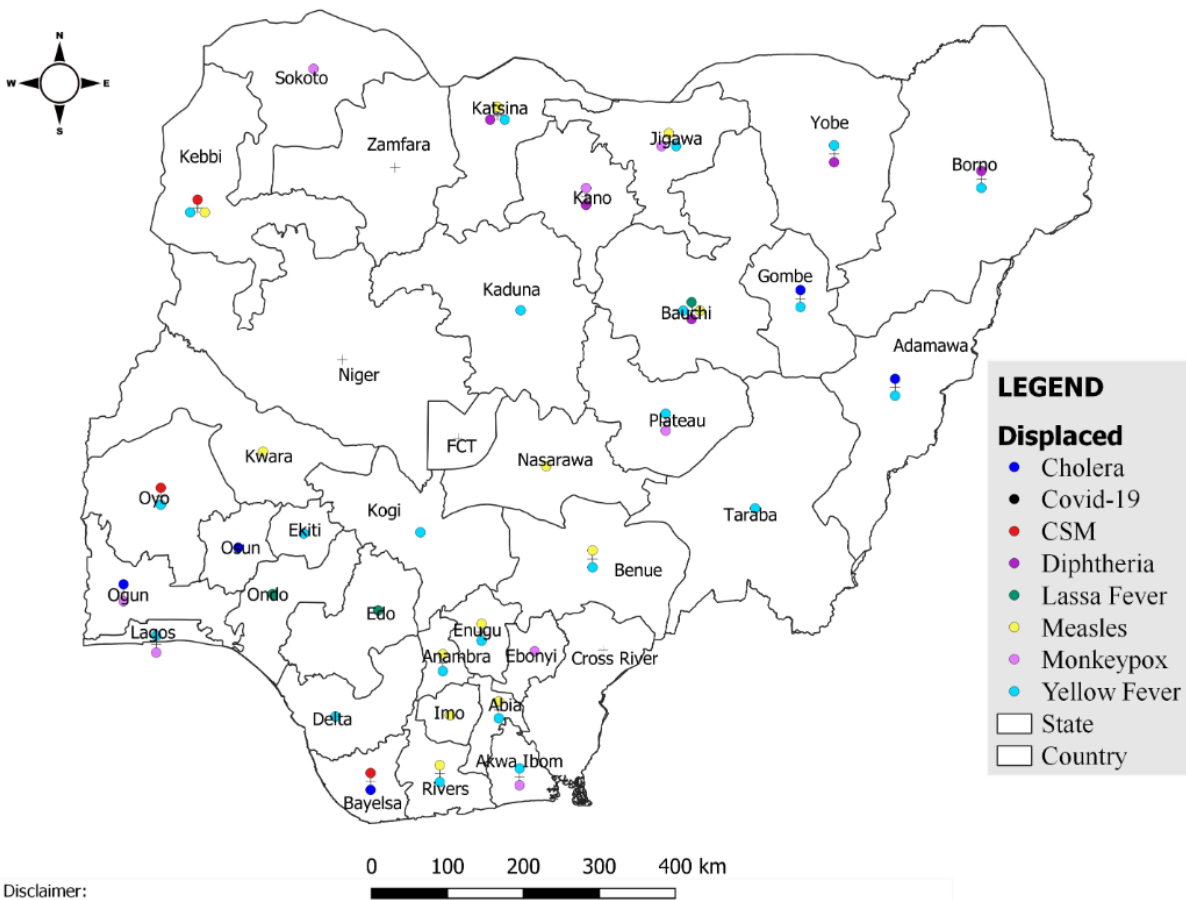 N
W E
S
Sokoto
Katsina
Zamfara
Jigawa
Yobe
Kebbi
Borno
Kano
Gombe
Kaduna
Bauchi
Adamawa
Niger
Plateau
FCT
Kwara
Nasarawa
Oyo
Kogi
Taraba
Ekiti
Osun
Benue
Ogun
Ondo
Edo
Lagos
Enugu
Anambra
Ebonyi
Cross River
Delta
Imo
Abia
Akwa Ibom
Bayelsa
Rivers
LEGEND
Displaced
Cholera
Covid-19
CSM
Diphtheria
Lassa Fever
Measles
Monkeypox
Yellow Fever
State
Country
0 100 200 300 400 km
Disclaimer: